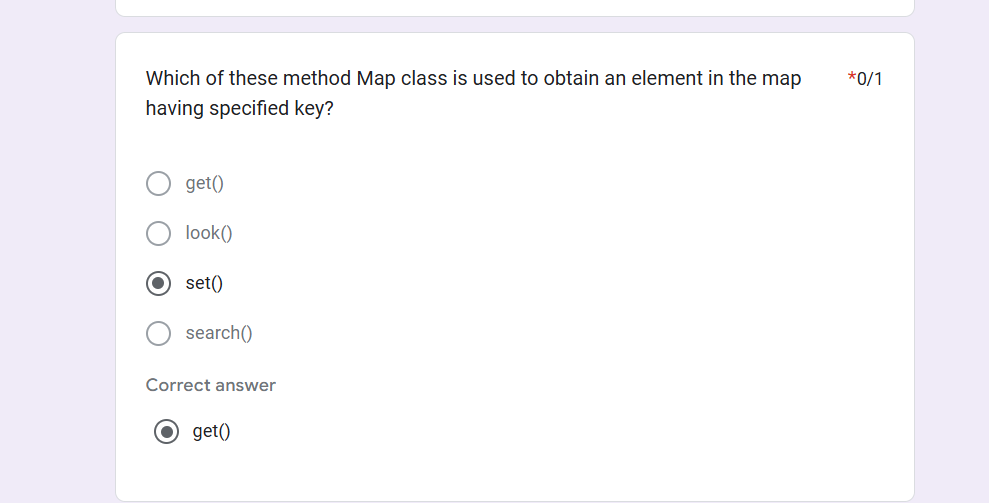 Which of these method Map class is used to obtain an element in the map
having specified key?
*0/1
get()
look()
set()
search()
Correct answer
get()